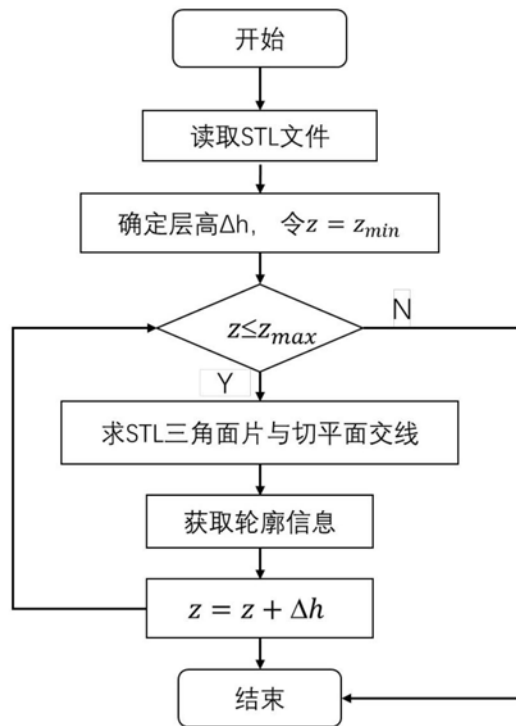 开始
读取STL文件
确定层高Δh, 令z = z_min
z≤z_max
N
Y
求STL三角面片与切平面交线
获取轮廓信息
z = z + Δh
结束